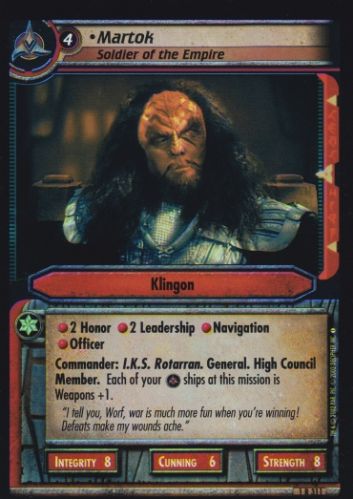 4
•Martok
Soldier of the Empire
Klingon
2 Honor 2 Leadership Navigation
Officer
Commander: I.K.S. Rotarran. General. High Council
Member. Each of your ships at this mission is
Weapons +1.
"I tell you, Worf, war is much more fun when you're winning!
Defeats make my wounds ache."
INTEGRITY 8 CUNNING 6 STRENGTH 8